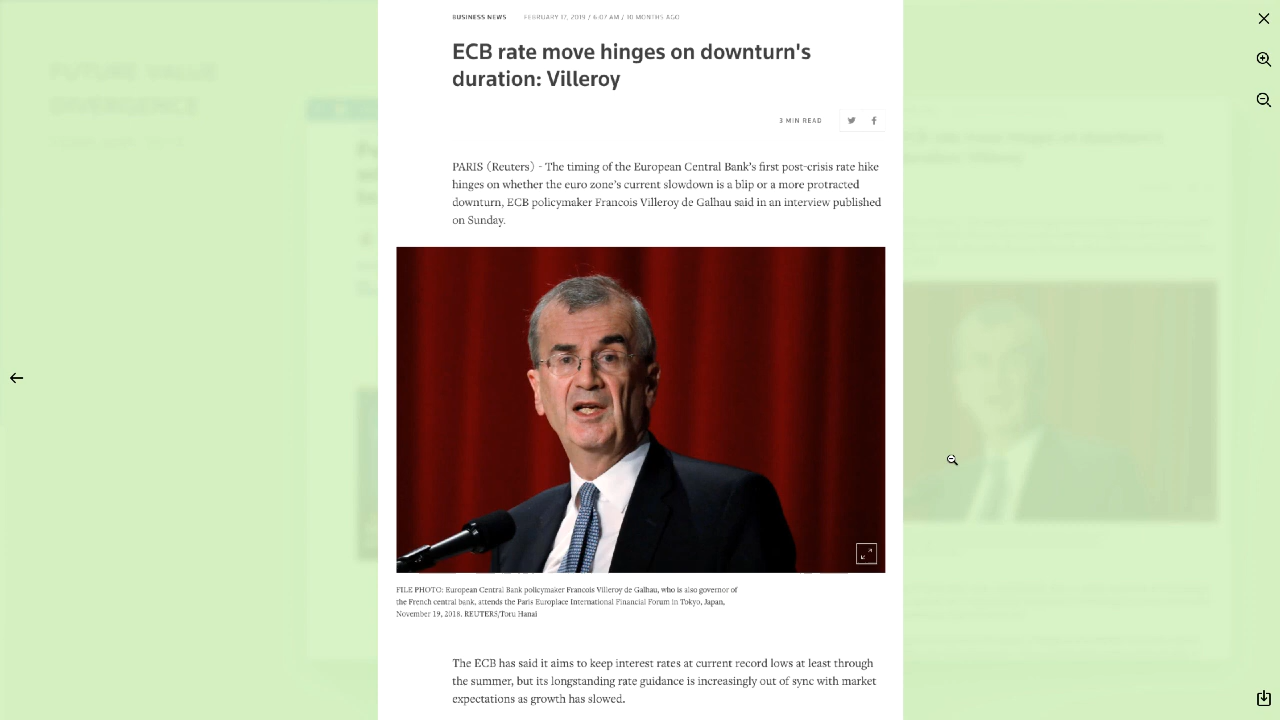 BUSINESS NEWS FEBRUARY 17, 2019 / 6:07 AM / 10 MONTHS AGO
ECB rate move hinges on downturn's
duration: Villeroy
3 MIN READ
PARIS (Reuters) - The timing of the European Central Bank’s first post-crisis rate hike
hinges on whether the euro zone’s current slowdown is a blip or a more protracted
downturn, ECB policymaker Francois Villeroy de Galhau said in an interview published
on Sunday.
FILE PHOTO: European Central Bank policymaker Francois Villeroy de Galhau, who is also governor of
the French central bank, attends the Paris Europlace International Financial Forum in Tokyo, Japan,
November 19, 2018. REUTERS/Toru Hanai
The ECB has said it aims to keep interest rates at current record lows at least through
the summer, but its longstanding rate guidance is increasingly out of sync with market
expectations as growth has slowed.
FUTURE VALUE
DIVERGENCE